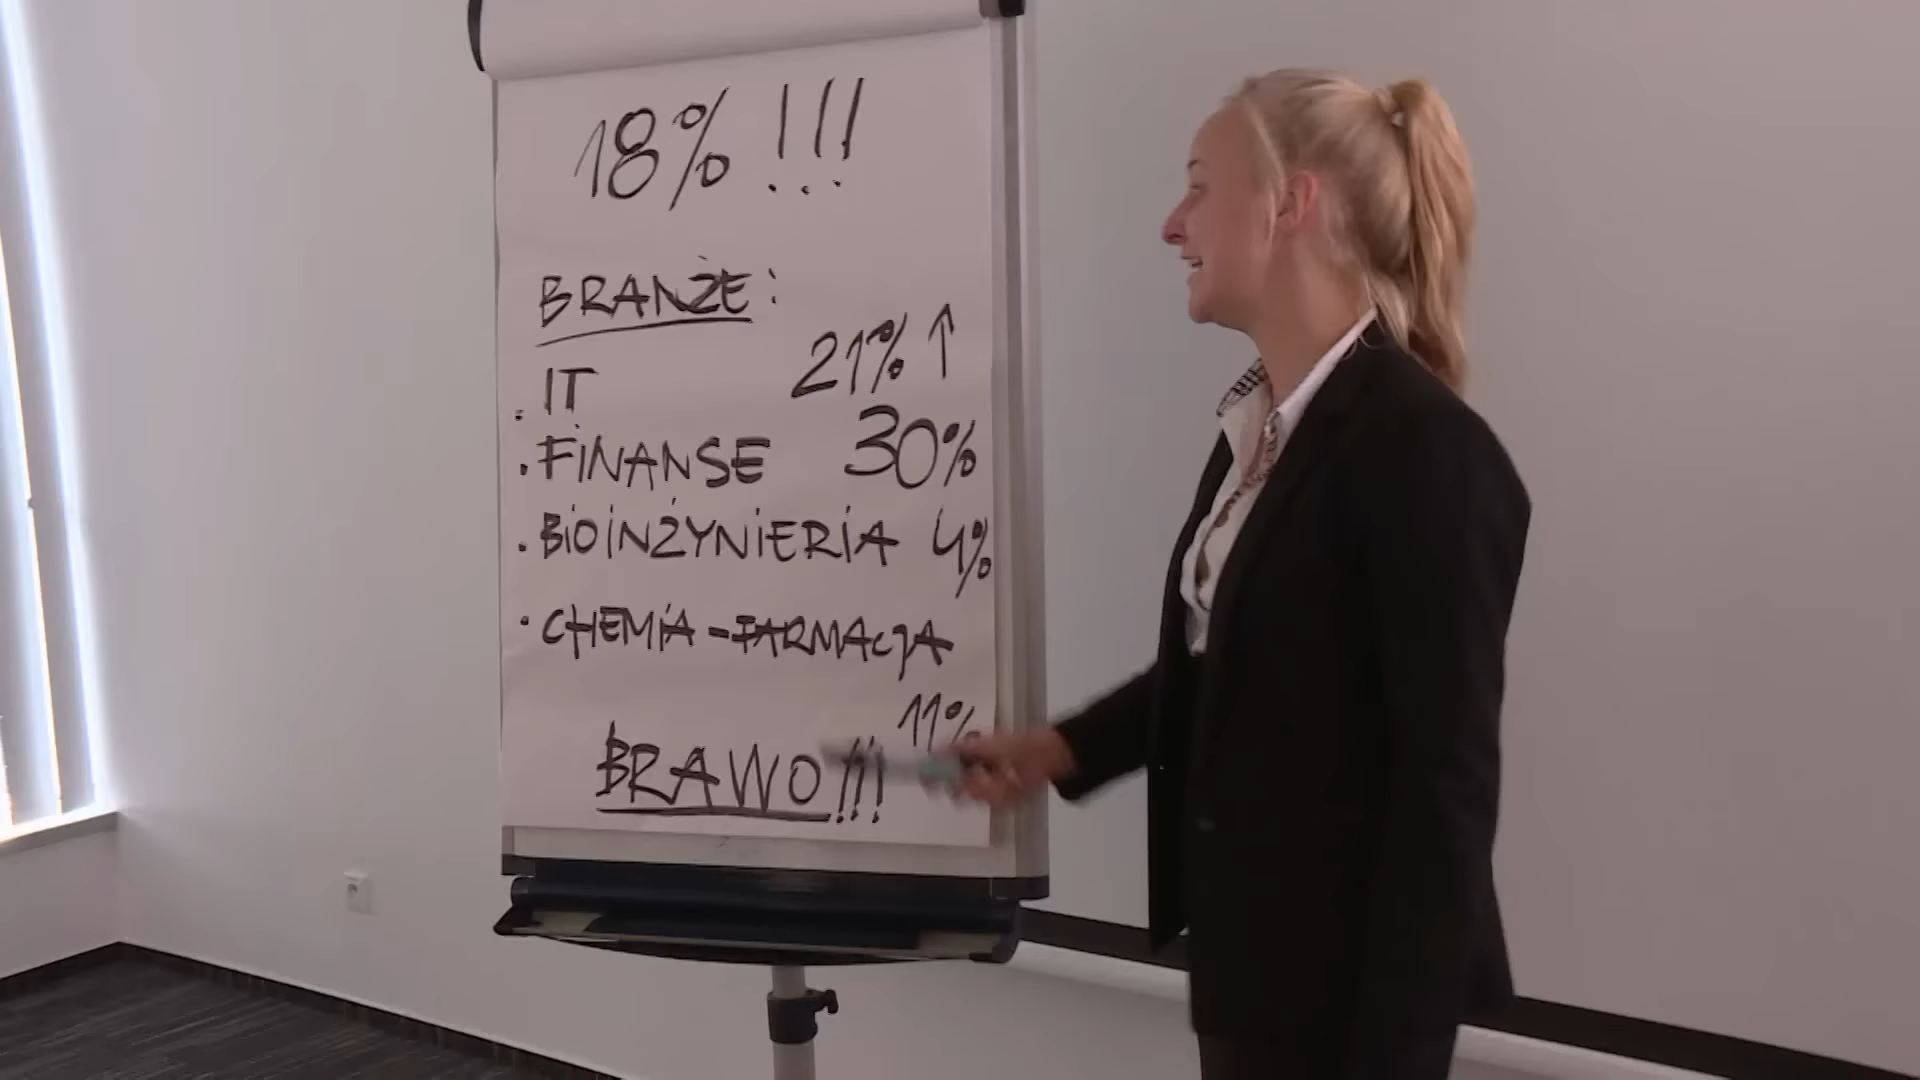 18% !!!
BRANŻE:
. IT 21% ↑
. FINANSE 30%
. BIOINŻYNIERIA 4%
. CHEMIA - FARMACJA
11%
BRAWO!!!